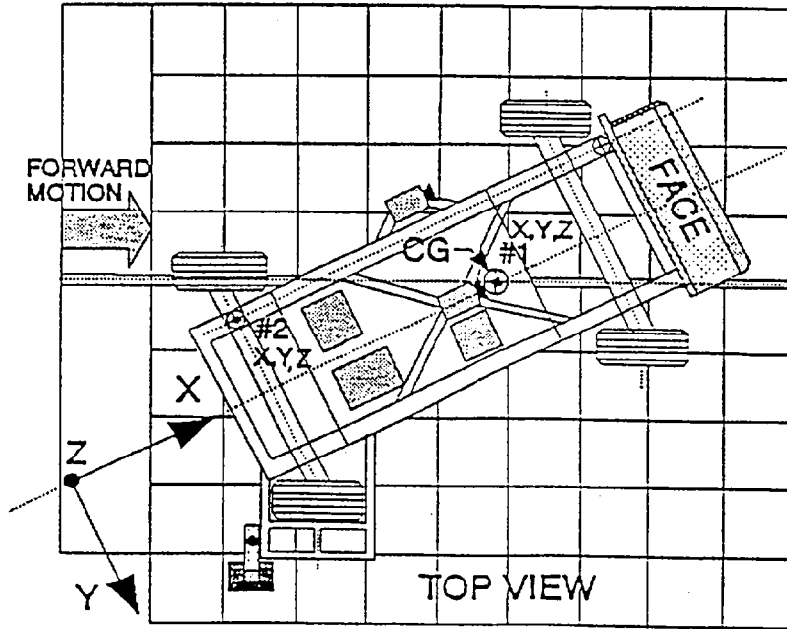 FORWARD
MOTION
FACE
X,Y,Z
CG
#1
#2
X,Y,Z
X
Z
Y
TOP VIEW